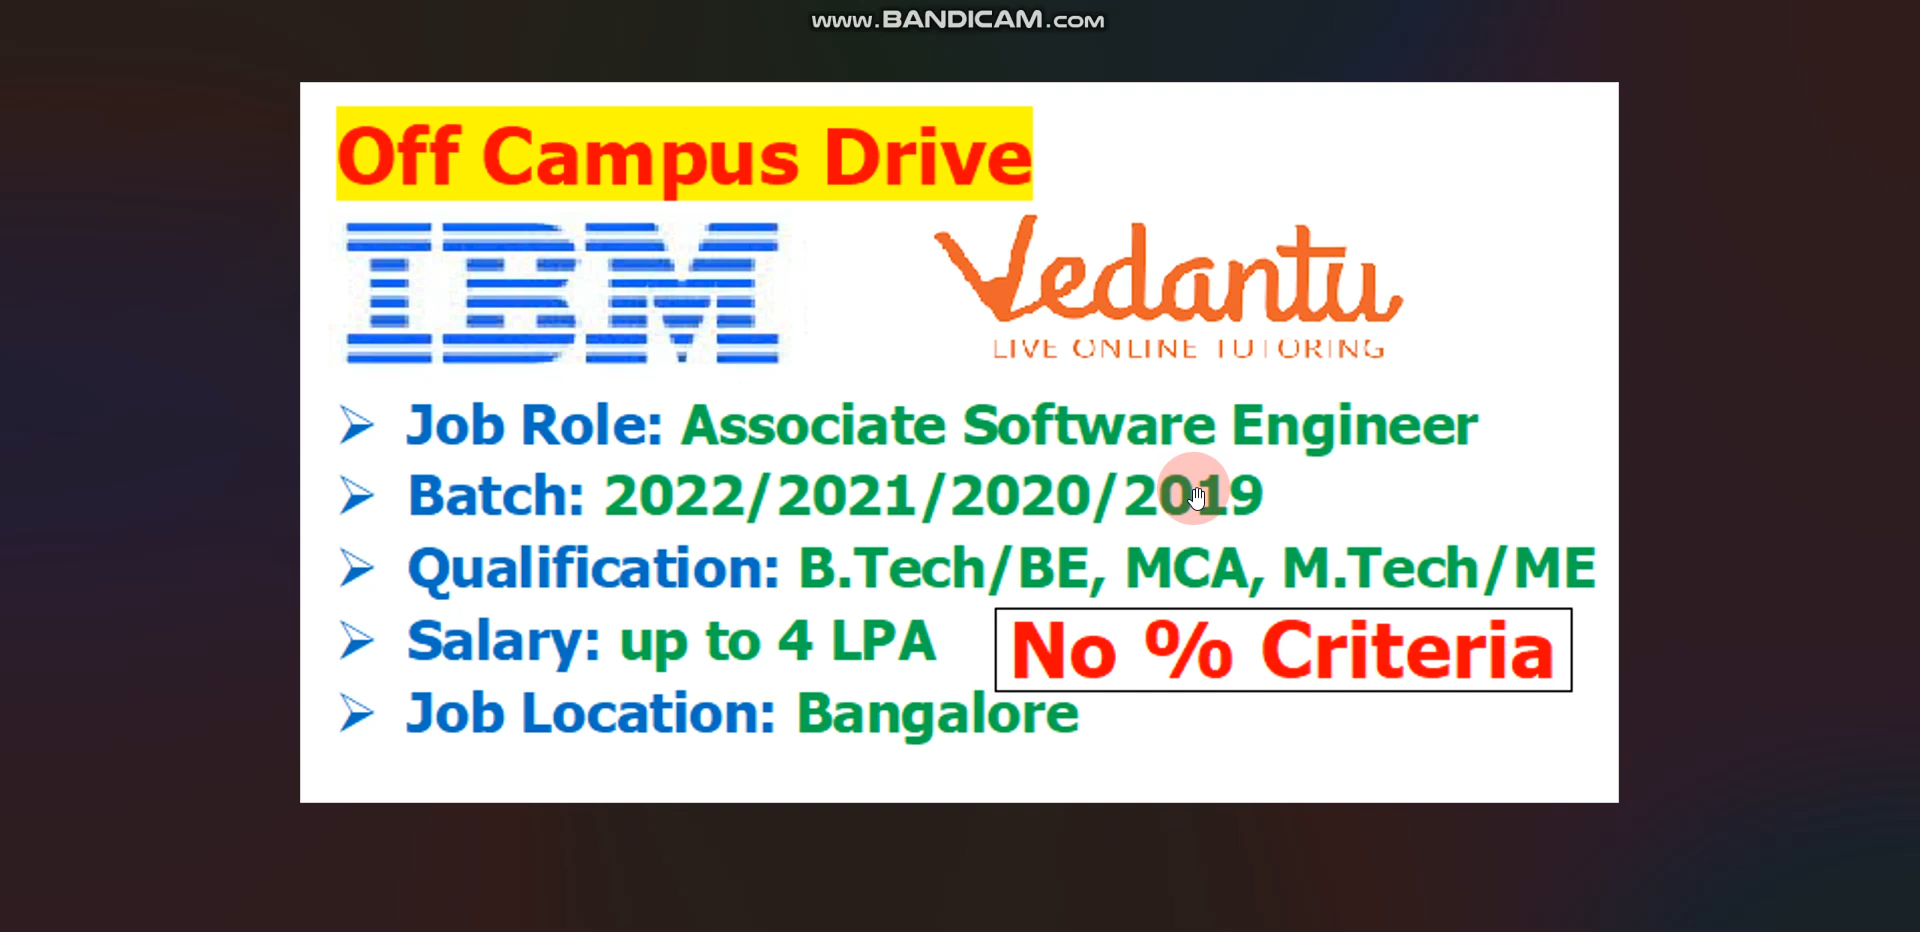 www.BANDICAM.com
Off Campus Drive
IBM
Vedantu
LIVE ONLINE TUTORING
Job Role: Associate Software Engineer
Batch: 2022/2021/2020/2019
Qualification: B.Tech/BE, MCA, M.Tech/ME
Salary: up to 4 LPA
No % Criteria
Job Location: Bangalore